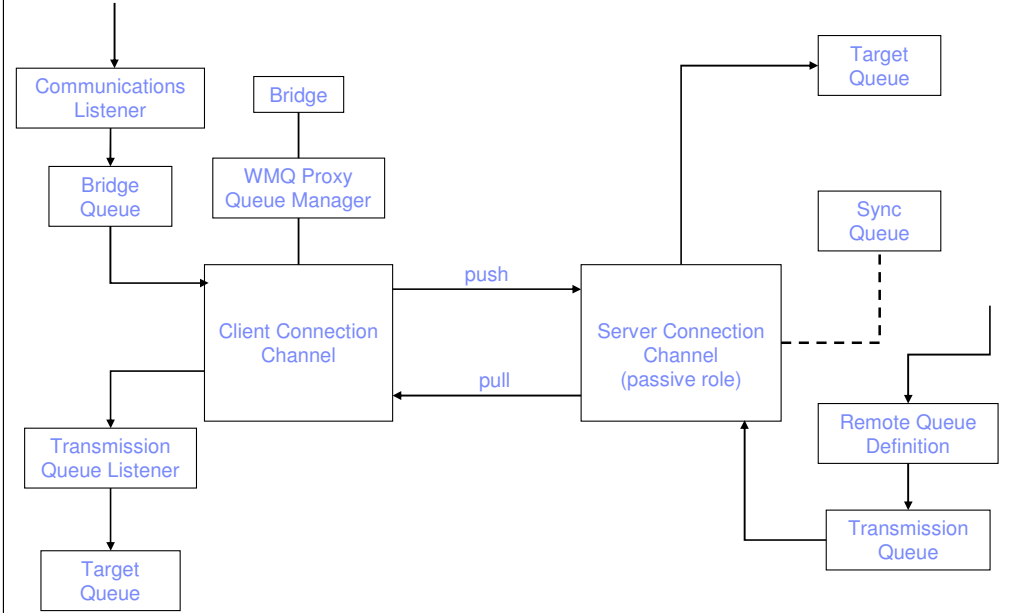 Communications
Listener
Bridge
Queue
Bridge
WMQ Proxy
Queue Manager
Client Connection
Channel
Transmission
Queue Listener
Target
Queue
push
pull
Target
Queue
Sync
Queue
Server Connection
Channel
(passive role)
Remote Queue
Definition
Transmission
Queue